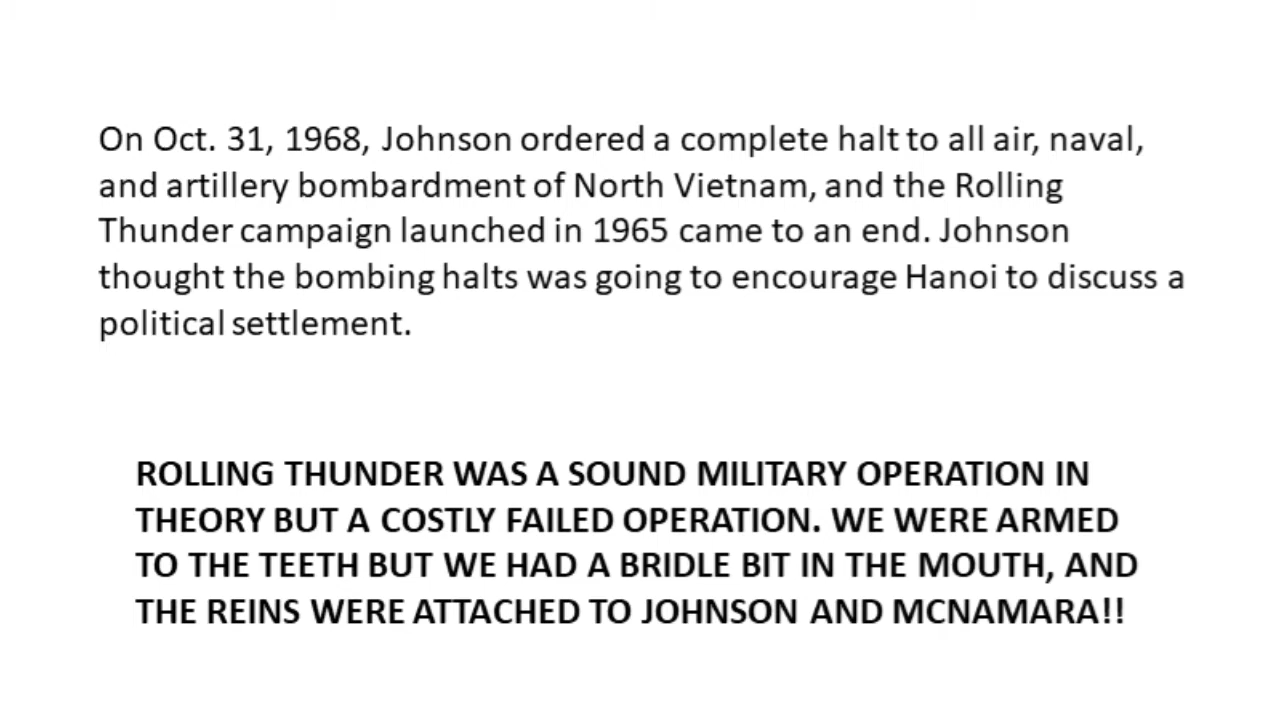 On Oct. 31, 1968, Johnson ordered a complete halt to all air, naval,
and artillery bombardment of North Vietnam, and the Rolling
Thunder campaign launched in 1965 came to an end. Johnson
thought the bombing halts was going to encourage Hanoi to discuss a
political settlement.
ROLLING THUNDER WAS A SOUND MILITARY OPERATION IN
THEORY BUT A COSTLY FAILED OPERATION. WE WERE ARMED
TO THE TEETH BUT WE HAD A BRIDLE BIT IN THE MOUTH, AND
THE REINS WERE ATTACHED TO JOHNSON AND MCNAMARA!!